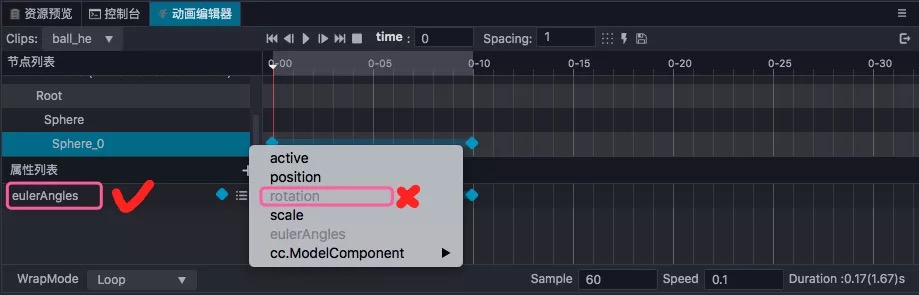 资源预览 控制台 动画编辑器
Clips: ball_he time : 0 Spacing: 1
节点列表 0-00 0-05 0-10 0-15 0-20 0-25 0-30
Root
Sphere
Sphere_0
active
属性列表
position
eulerAngles
rotation
scale
eulerAngles
cc.ModelComponent
WrapMode Loop Sample 60 Speed 0.1 Duration :0.17(1.67)s